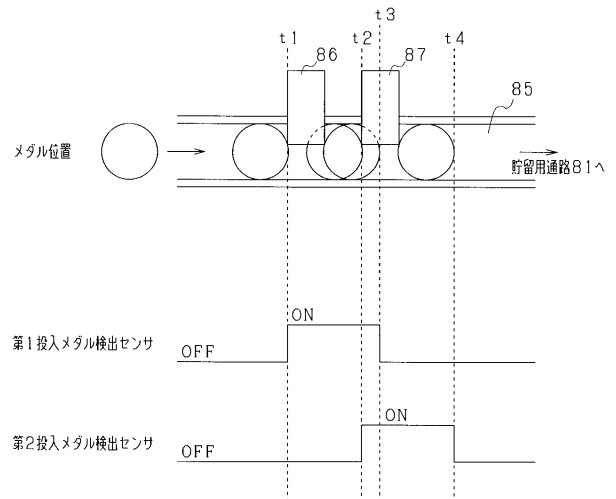 t3
t1
86
t2
87
t4
85
メダル位置
貯留用通路81へ
ON
第1投入メダル検出センサ
OFF
ON
第2投入メダル検出センサ
OFF